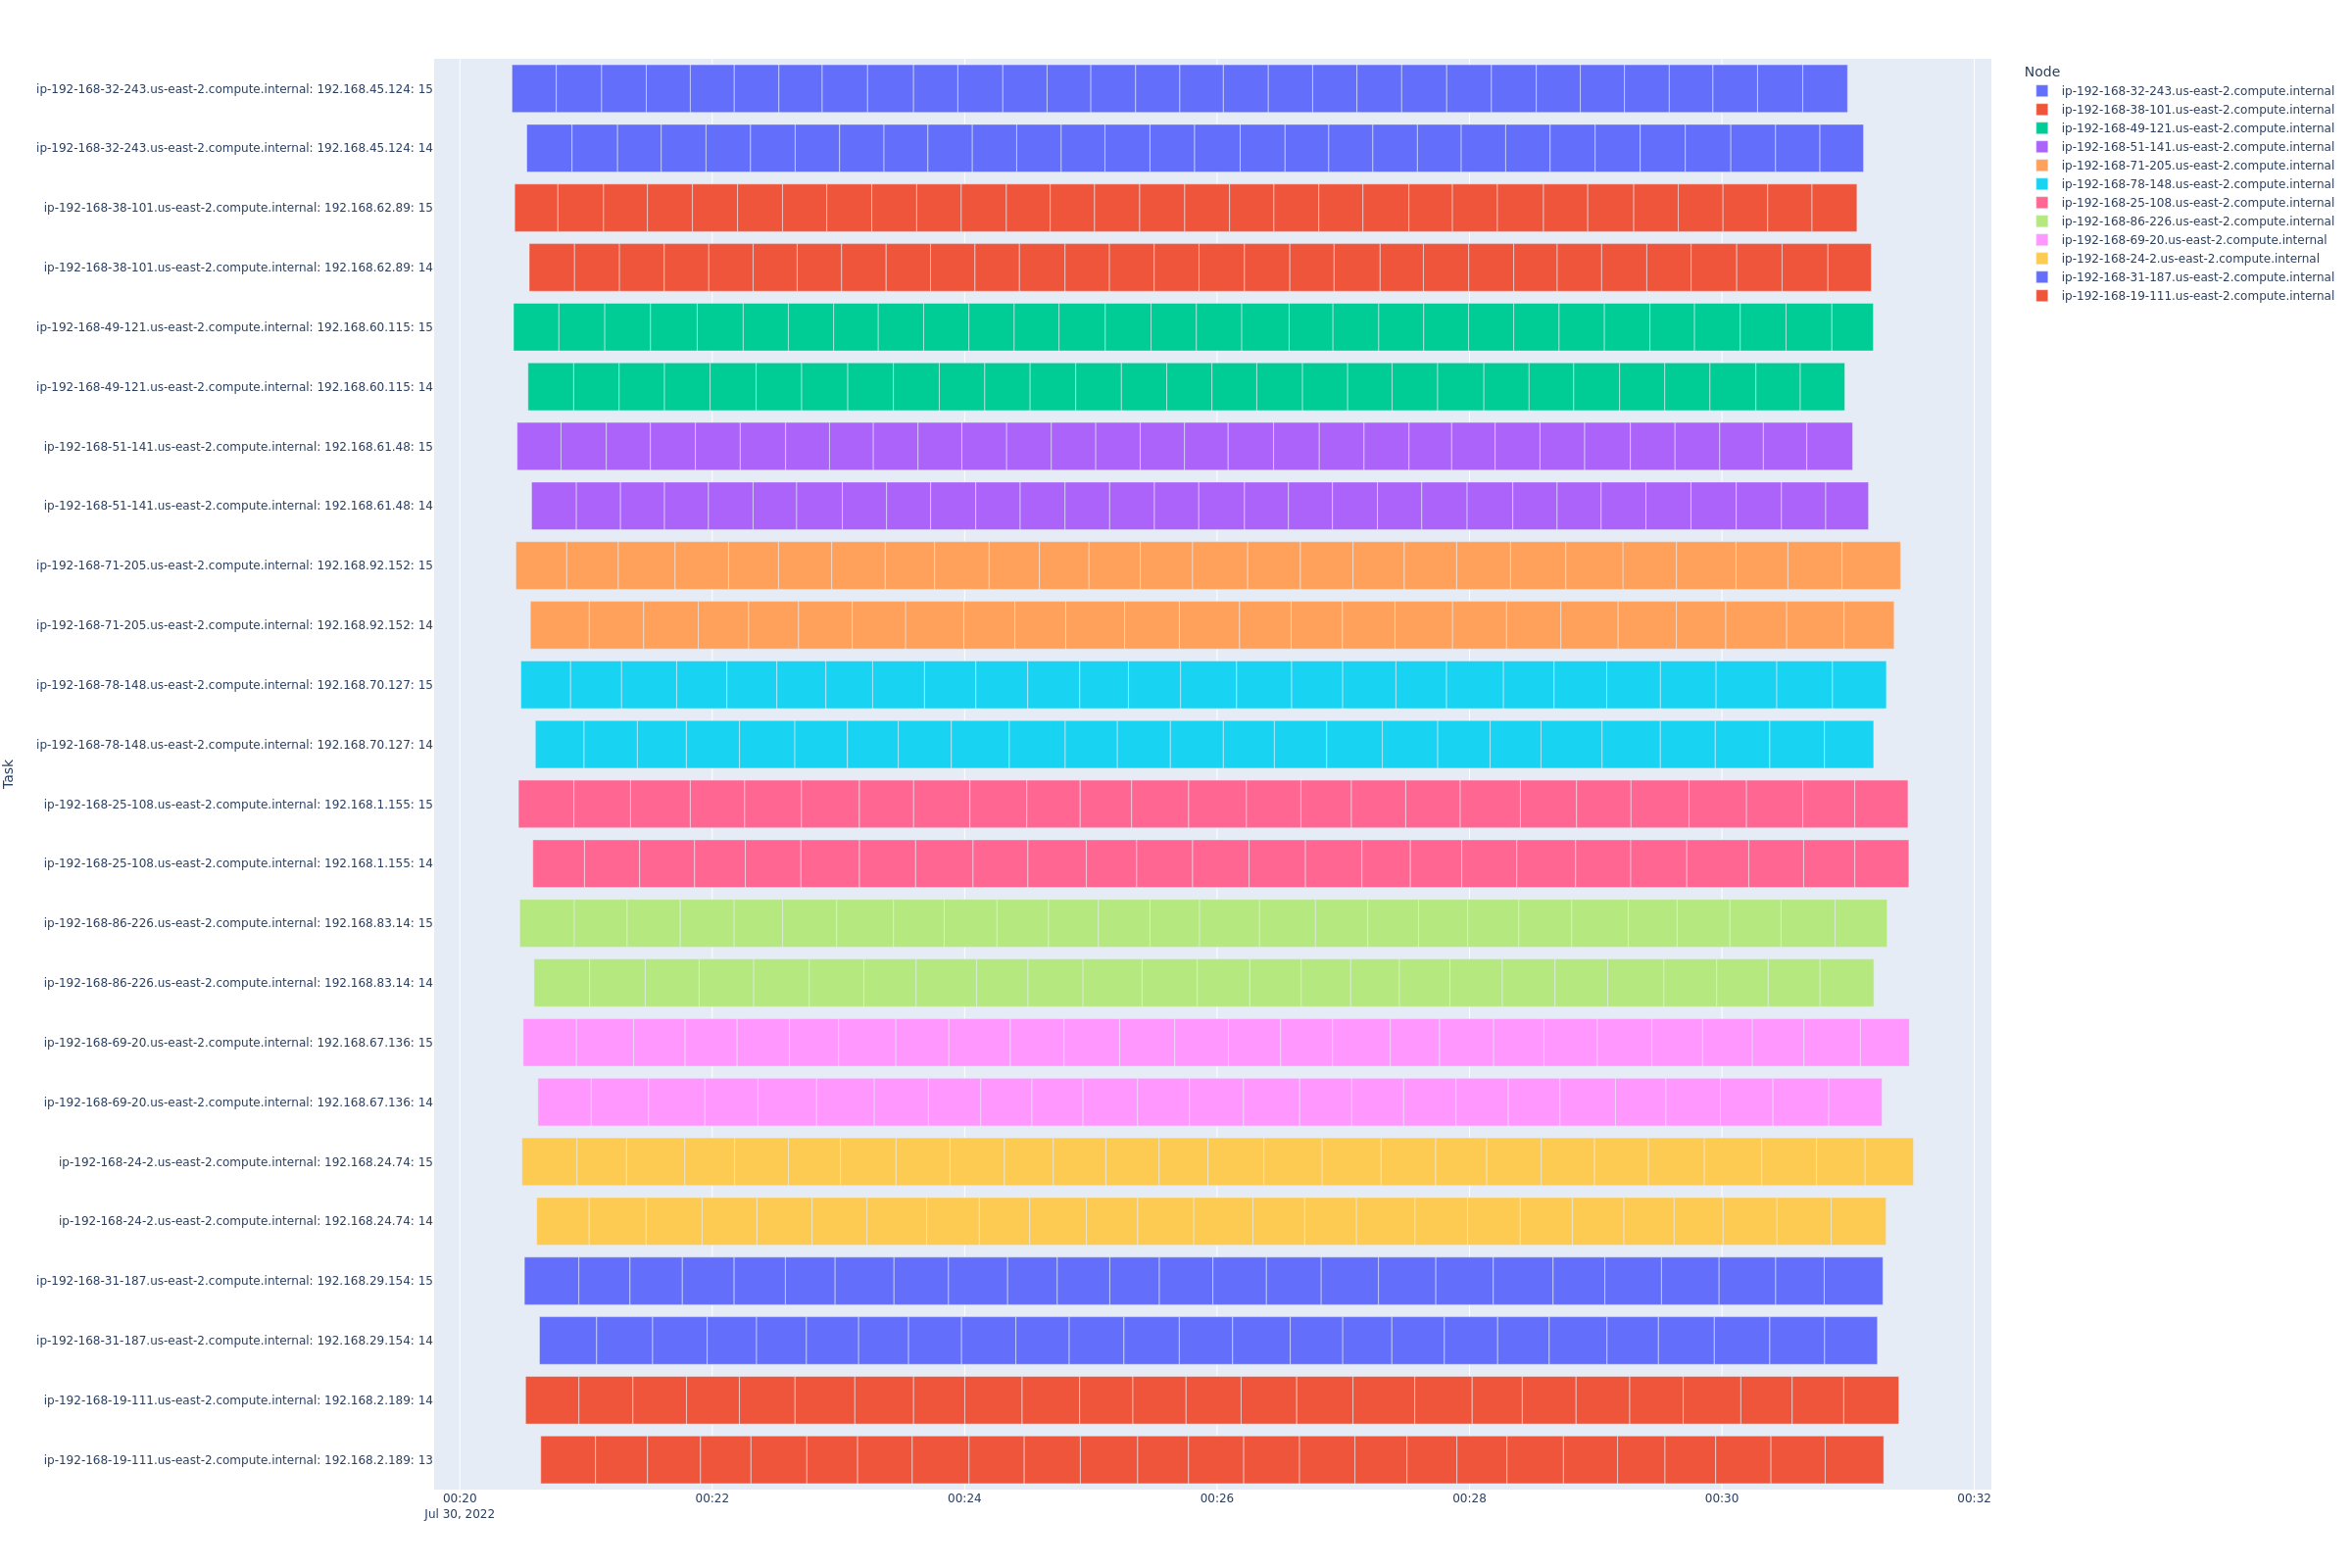 ip-192-168-32-243.us-east-2.compute.internal: 192.168.45.124: 15
ip-192-168-32-243.us-east-2.compute.internal: 192.168.45.124: 14
ip-192-168-38-101.us-east-2.compute.internal: 192.168.62.89: 15
ip-192-168-38-101.us-east-2.compute.internal: 192.168.62.89: 14
ip-192-168-49-121.us-east-2.compute.internal: 192.168.60.115: 15
ip-192-168-49-121.us-east-2.compute.internal: 192.168.60.115: 14
ip-192-168-51-141.us-east-2.compute.internal: 192.168.61.48: 15
ip-192-168-51-141.us-east-2.compute.internal: 192.168.61.48: 14
ip-192-168-71-205.us-east-2.compute.internal: 192.168.92.152: 15
ip-192-168-71-205.us-east-2.compute.internal: 192.168.92.152: 14
ip-192-168-78-148.us-east-2.compute.internal: 192.168.70.127: 15
ip-192-168-78-148.us-east-2.compute.internal: 192.168.70.127: 14
ip-192-168-25-108.us-east-2.compute.internal: 192.168.1.155: 15
ip-192-168-25-108.us-east-2.compute.internal: 192.168.1.155: 14
ip-192-168-86-226.us-east-2.compute.internal: 192.168.83.14: 15
ip-192-168-86-226.us-east-2.compute.internal: 192.168.83.14: 14
ip-192-168-69-20.us-east-2.compute.internal: 192.168.67.136: 15
ip-192-168-69-20.us-east-2.compute.internal: 192.168.67.136: 14
ip-192-168-24-2.us-east-2.compute.internal: 192.168.24.74: 15
ip-192-168-24-2.us-east-2.compute.internal: 192.168.24.74: 14
ip-192-168-31-187.us-east-2.compute.internal: 192.168.29.154: 15
ip-192-168-31-187.us-east-2.compute.internal: 192.168.29.154: 14
ip-192-168-19-111.us-east-2.compute.internal: 192.168.2.189: 14
ip-192-168-19-111.us-east-2.compute.internal: 192.168.2.189: 13
Task
00:20 00:22 00:24 00:26 00:28 00:30 00:32
Jul 30, 2022
Node
ip-192-168-32-243.us-east-2.compute.internal
ip-192-168-38-101.us-east-2.compute.internal
ip-192-168-49-121.us-east-2.compute.internal
ip-192-168-51-141.us-east-2.compute.internal
ip-192-168-71-205.us-east-2.compute.internal
ip-192-168-78-148.us-east-2.compute.internal
ip-192-168-25-108.us-east-2.compute.internal
ip-192-168-86-226.us-east-2.compute.internal
ip-192-168-69-20.us-east-2.compute.internal
ip-192-168-24-2.us-east-2.compute.internal
ip-192-168-31-187.us-east-2.compute.internal
ip-192-168-19-111.us-east-2.compute.internal